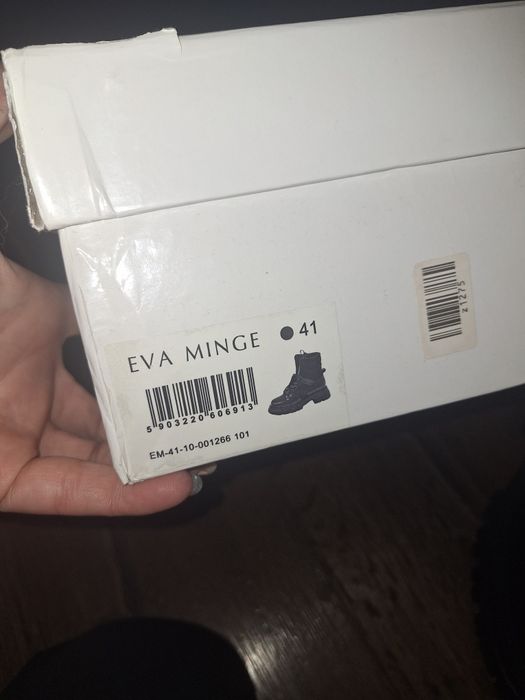 EVA MINGE ● 41
5 903220 606913
EM-41-10-001266 101
z1275